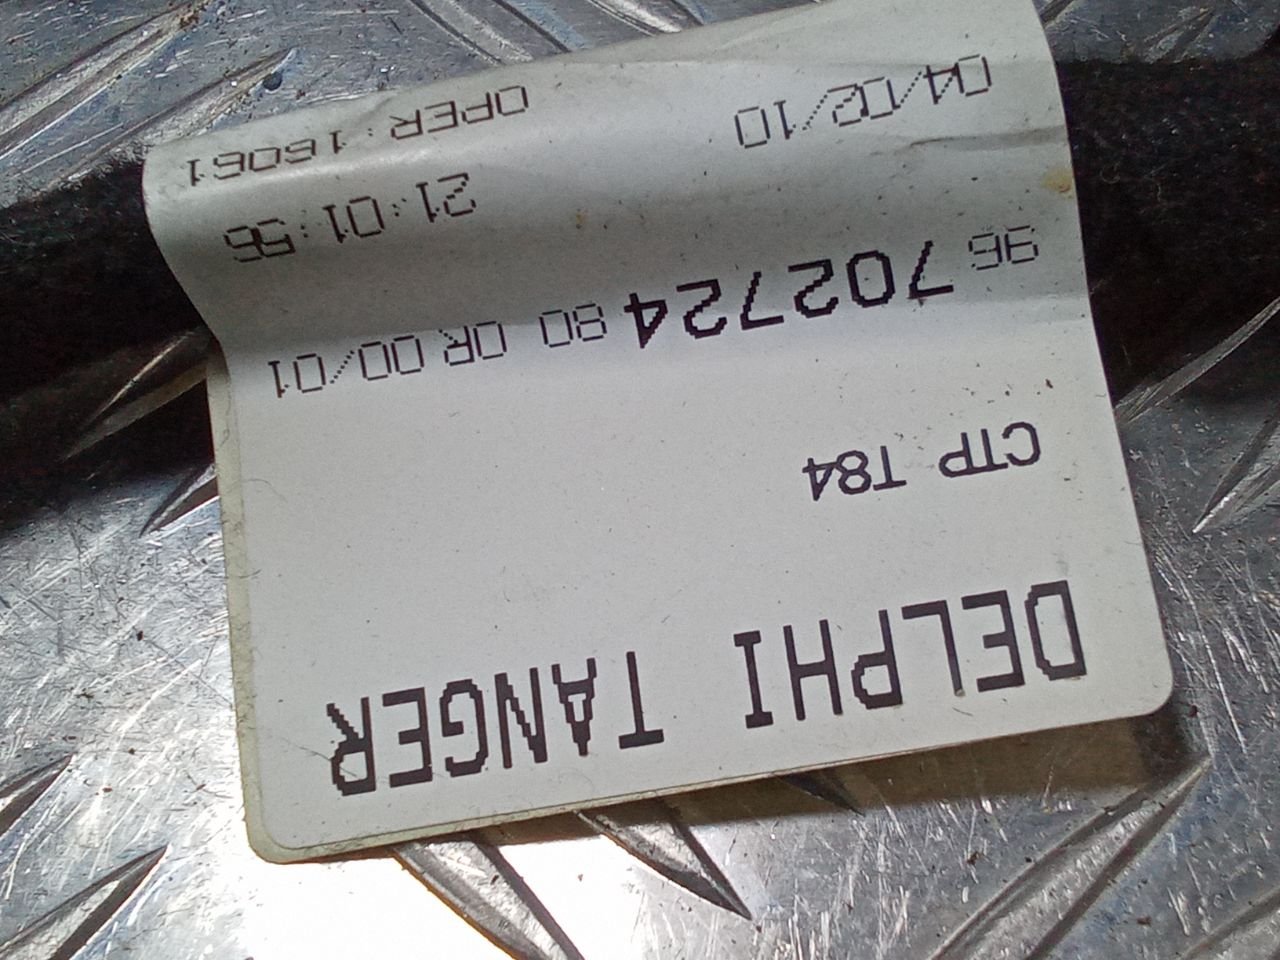 DELPHI TANGER
CTP T84
96 702724 80 0R 00/01
21:01:56
04/02/10 OPER:16061